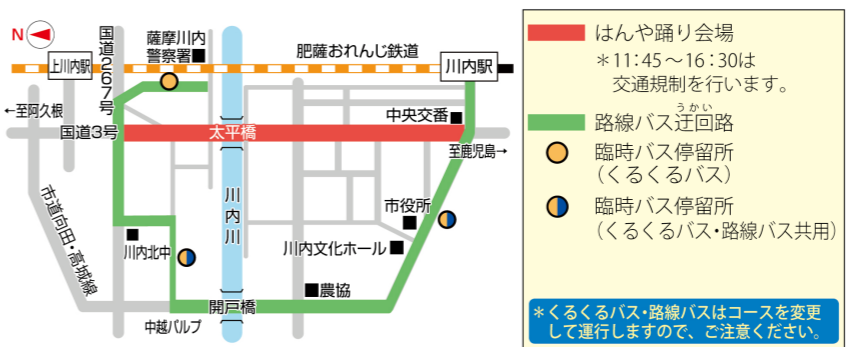 N
国道267号
薩摩川内
警察署
肥薩おれんじ鉄道
上川内駅
川内駅
←至阿久根
国道3号
太平橋
中央交番
至鹿児島→
市道向田・高城線
川内川
市役所
川内北中
川内文化ホール
農協
開戸橋
中越パルプ
はんや踊り会場
*11:45~16:30は
交通規制を行います。
うかい
路線バス迂回路
臨時バス停留所
(くるくるバス)
臨時バス停留所
(くるくるバス・路線バス共用)
*くるくるバス・路線バスはコースを変更
して運行しますので、ご注意ください。